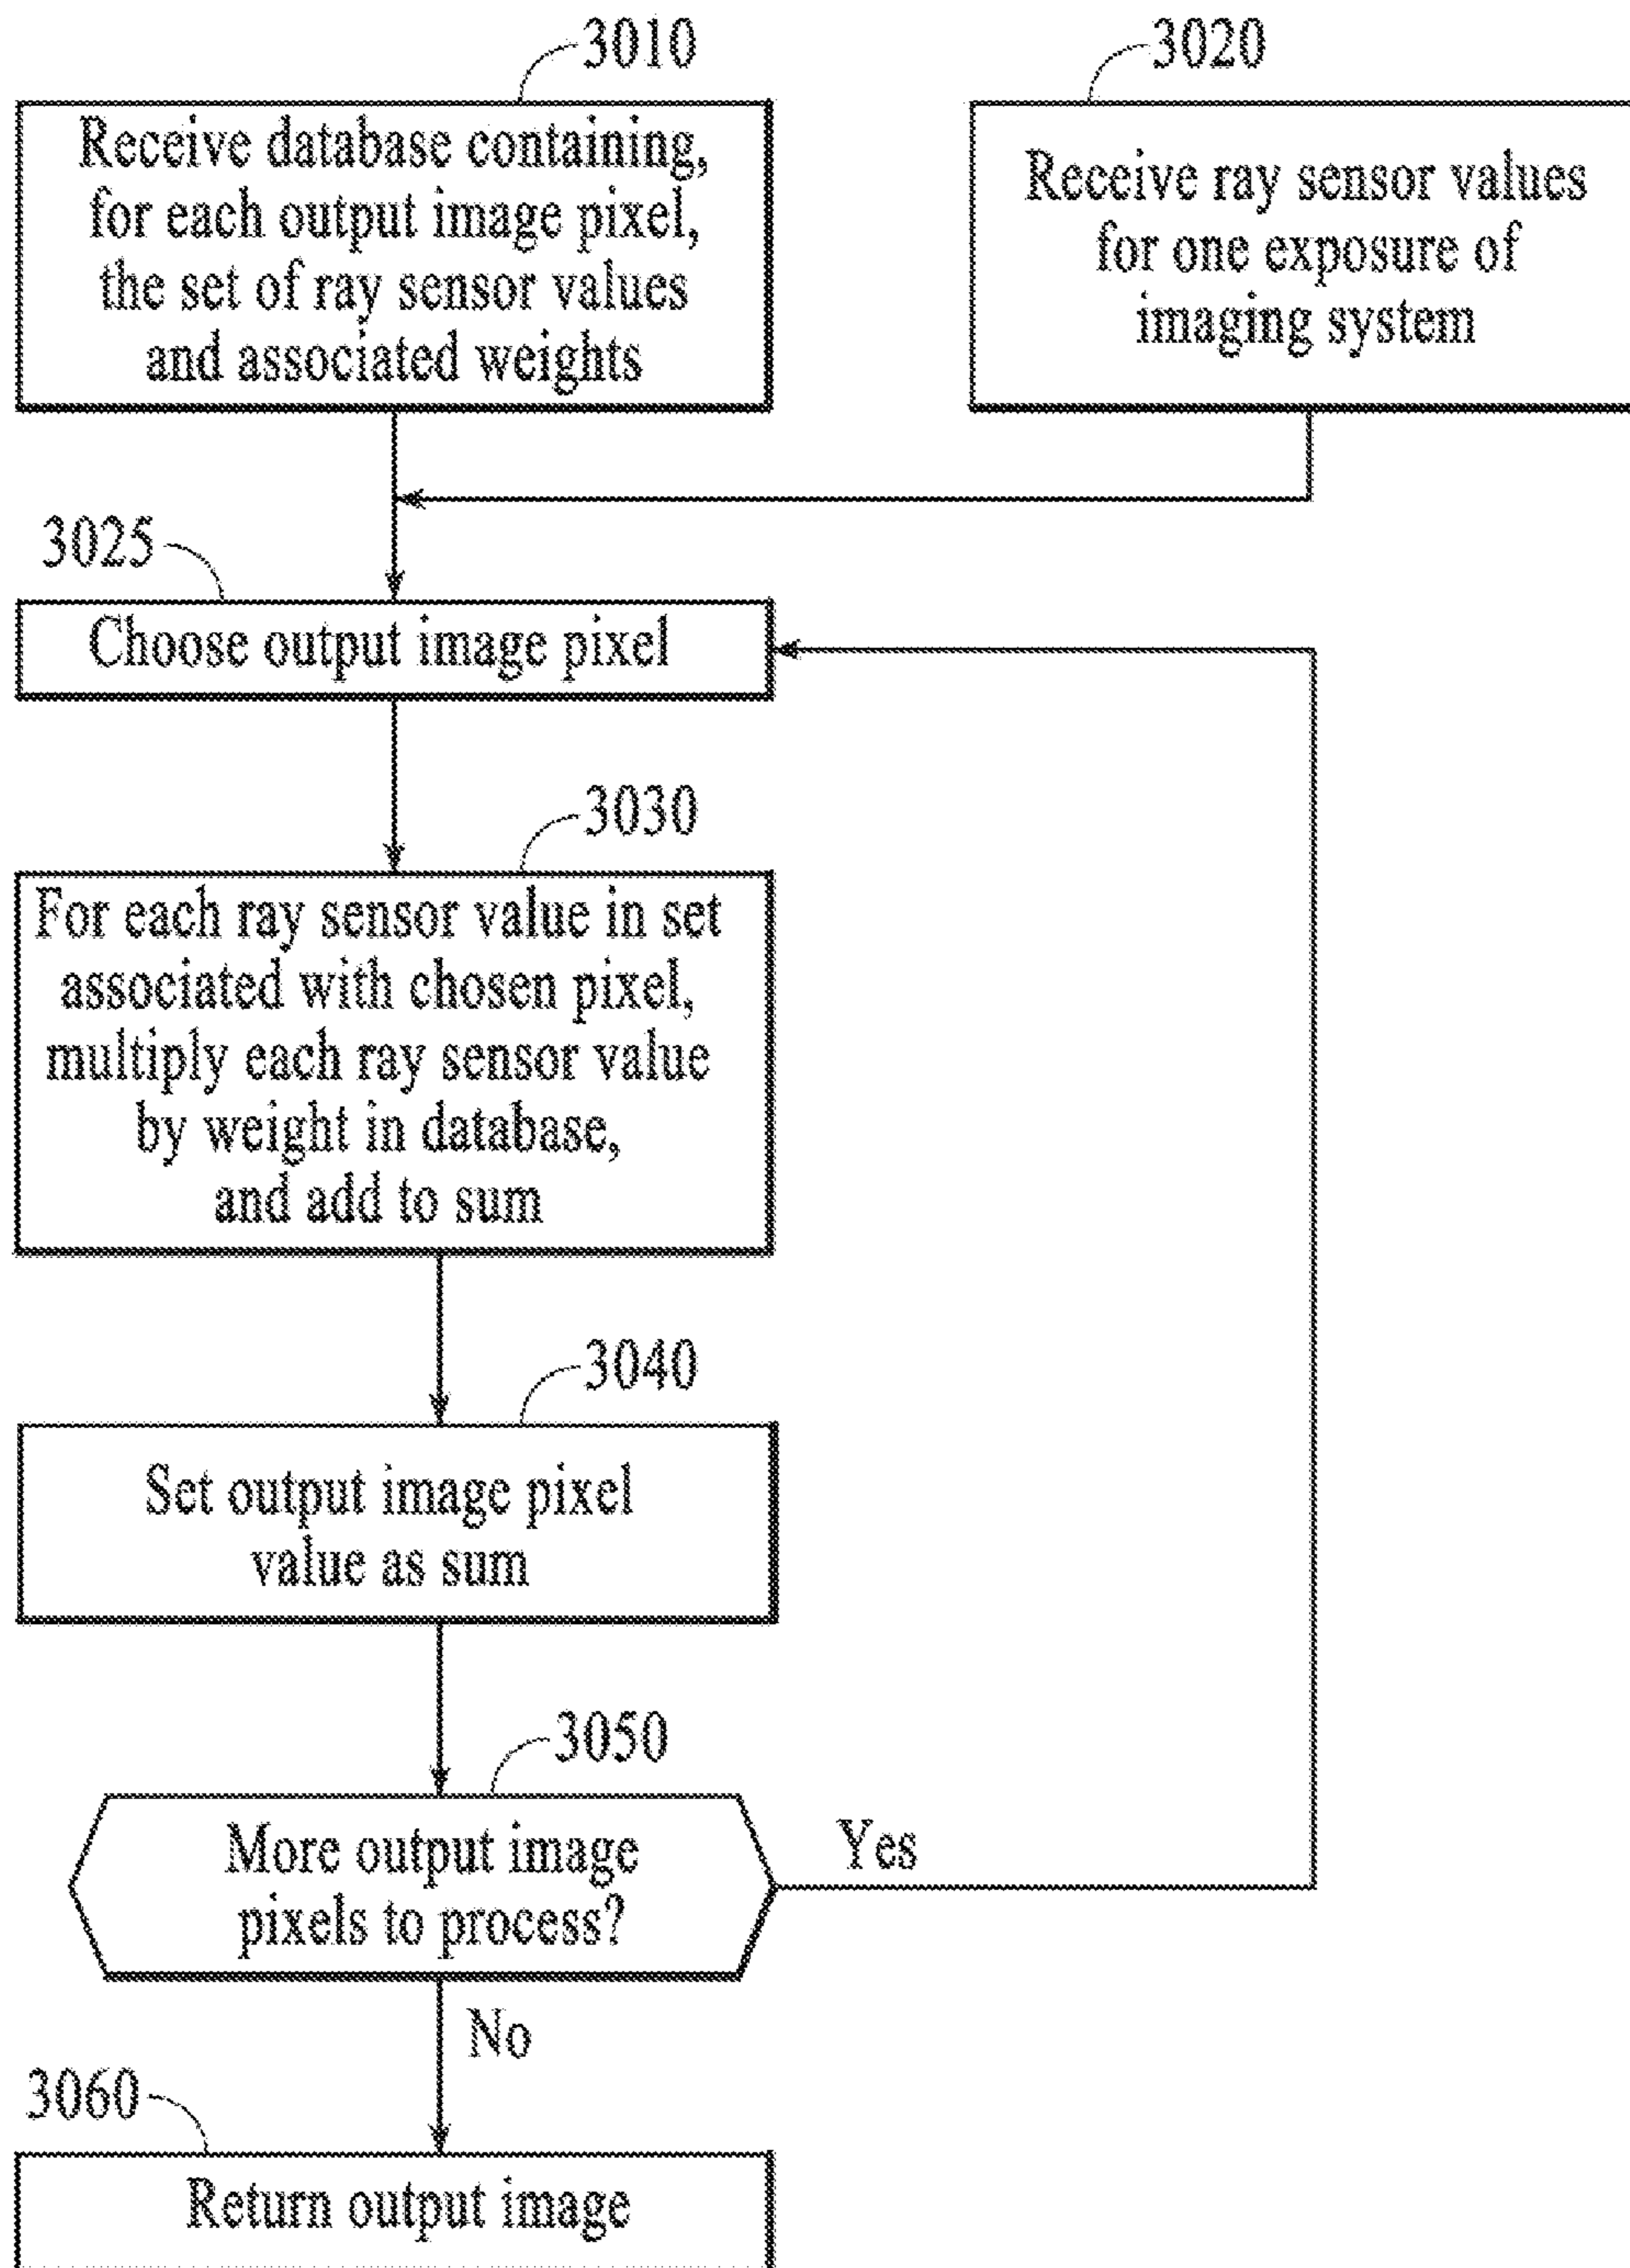 3010
Receive database containing,
for each output image pixel,
the set of ray sensor values
and associated weights
3020
Receive ray sensor values
for one exposure of
imaging system
3025
Choose output image pixel
3030
For each ray sensor value in set
associated with chosen pixel,
multiply each ray sensor value
by weight in database,
and add to sum
3040
Set output image pixel
value as sum
3050
More output image
pixels to process?
Yes
No
3060
Return output image